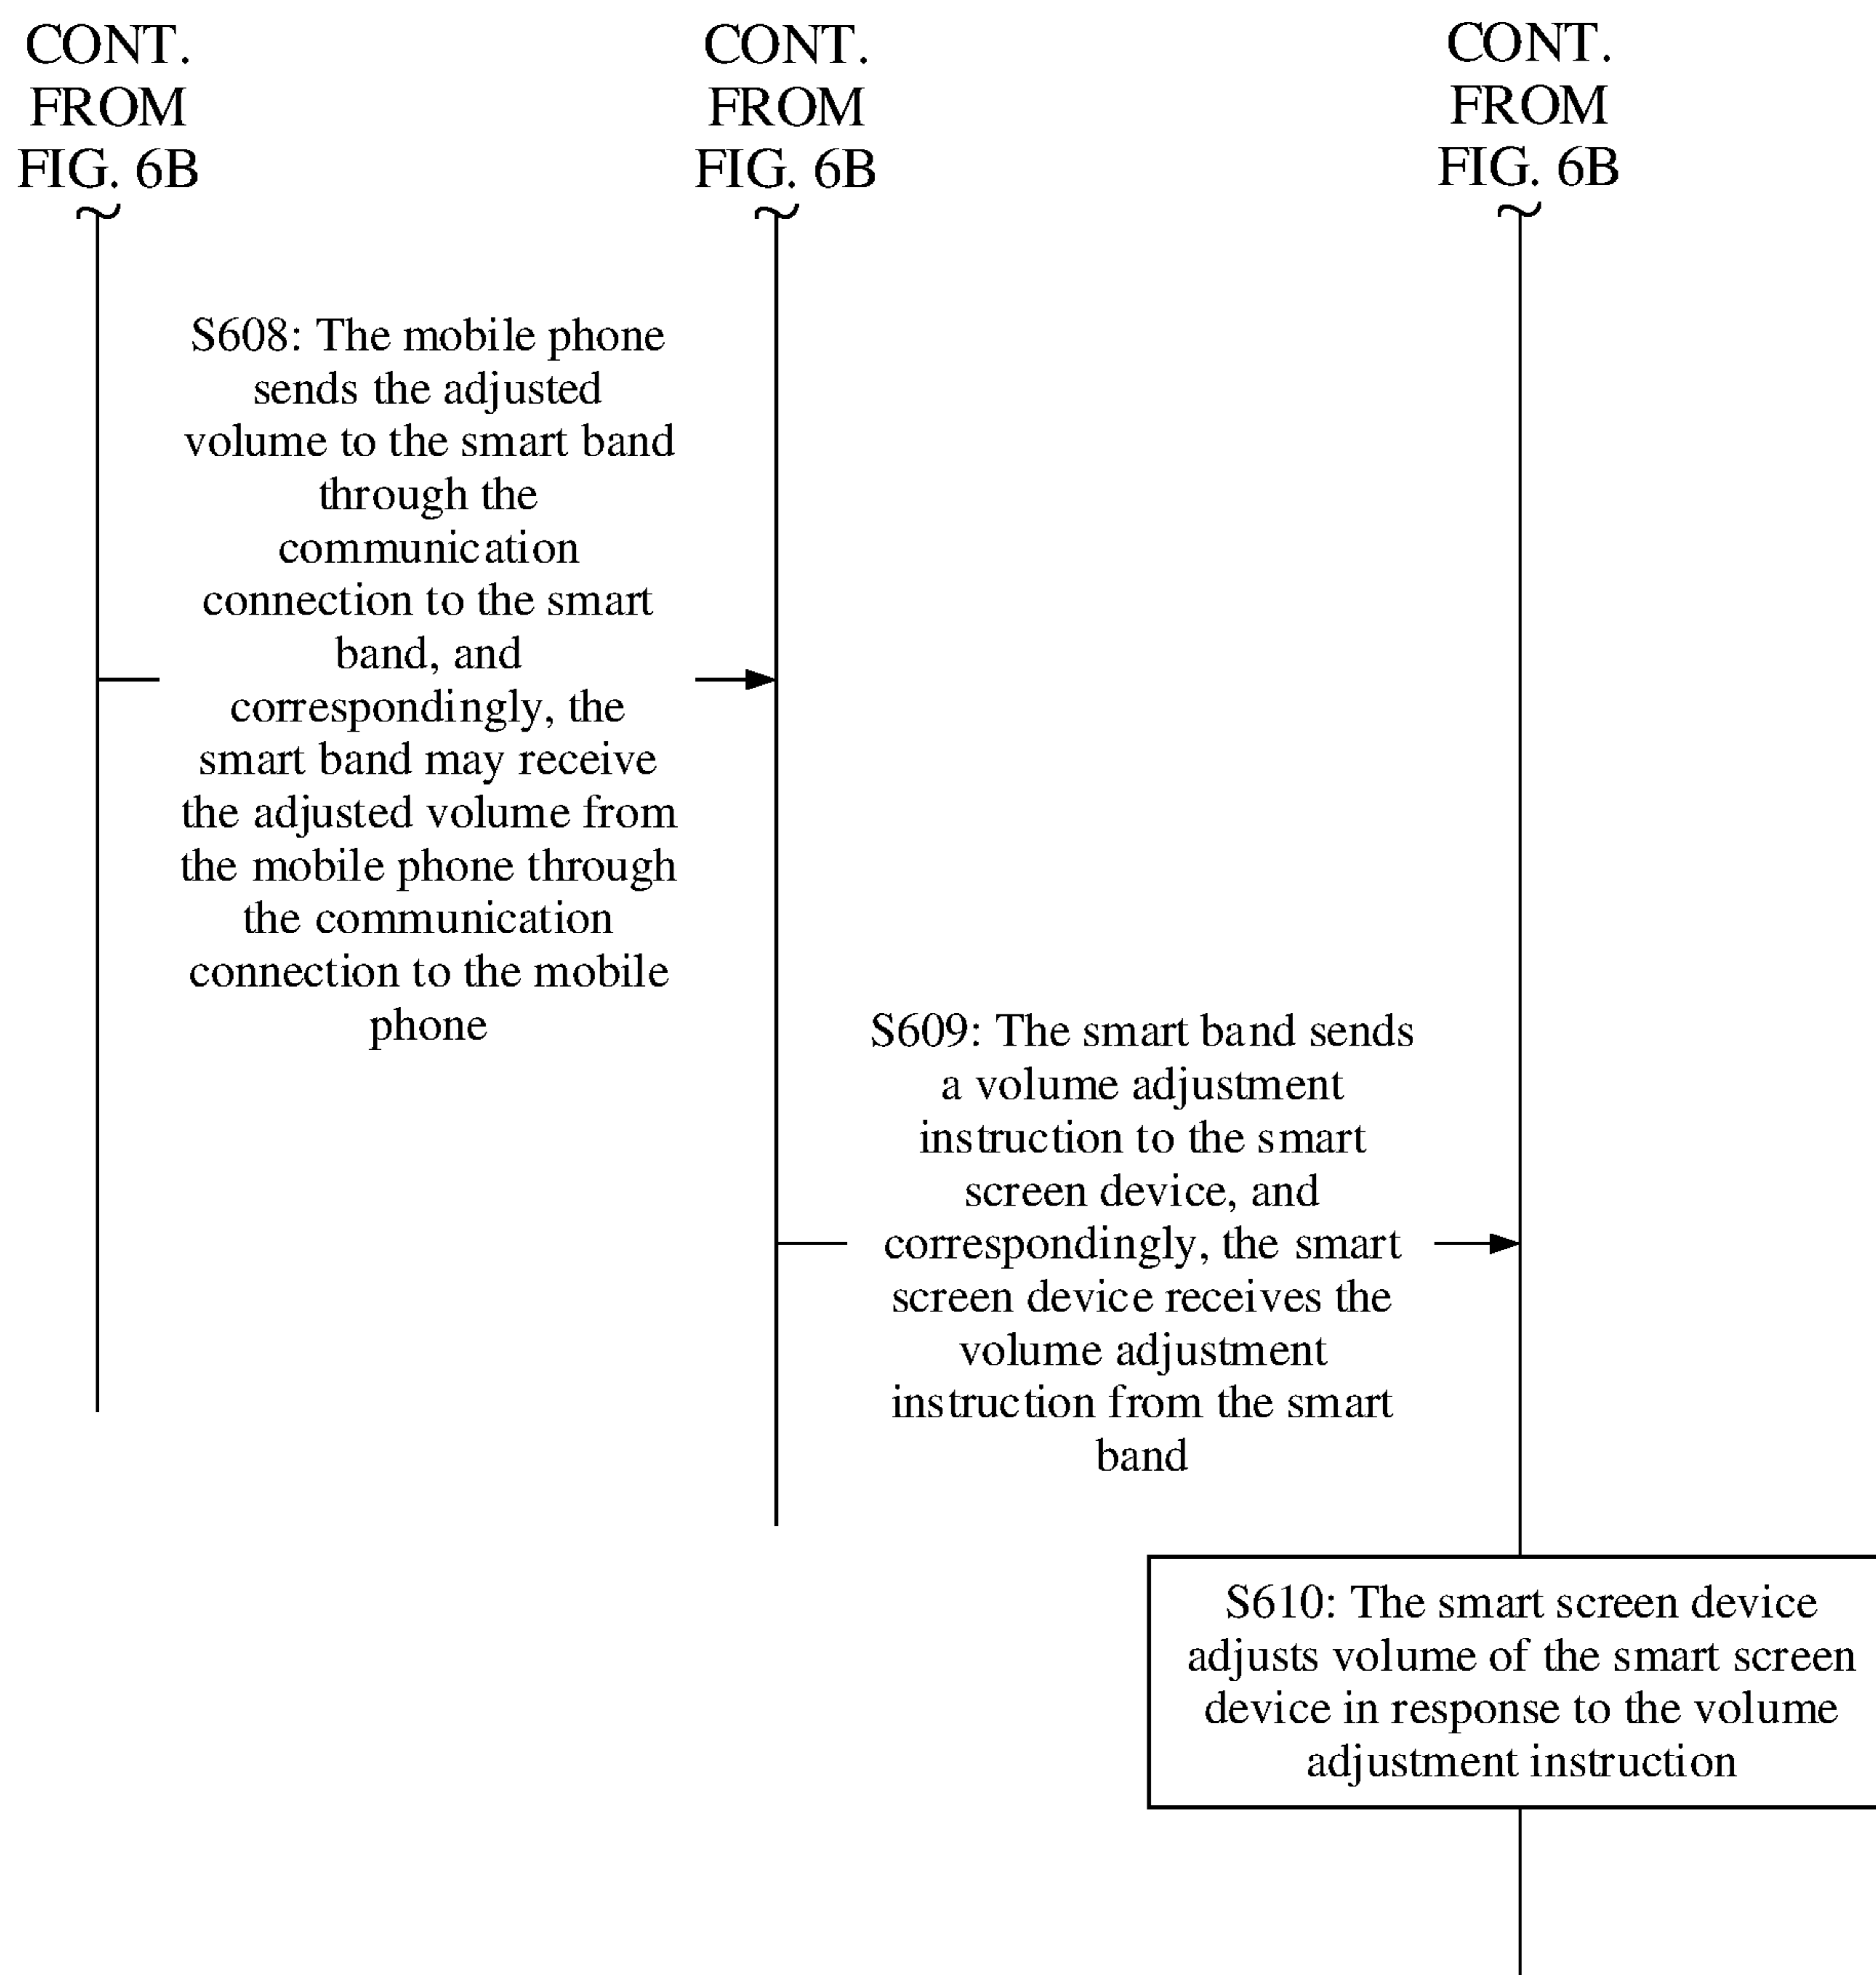 CONT.
FROM
FIG. 6B
CONT.
FROM
FIG. 6B
CONT.
FROM
FIG. 6B
S608: The mobile phone
sends the adjusted
volume to the smart band
through the
communication
connection to the smart
band, and
correspondingly, the
smart band may receive
the adjusted volume from
the mobile phone through
the communication
connection to the mobile
phone
S609: The smart band sends
a volume adjustment
instruction to the smart
screen device, and
correspondingly, the smart
screen device receives the
volume adjustment
instruction from the smart
band
S610: The smart screen device
adjusts volume of the smart screen
device in response to the volume
adjustment instruction